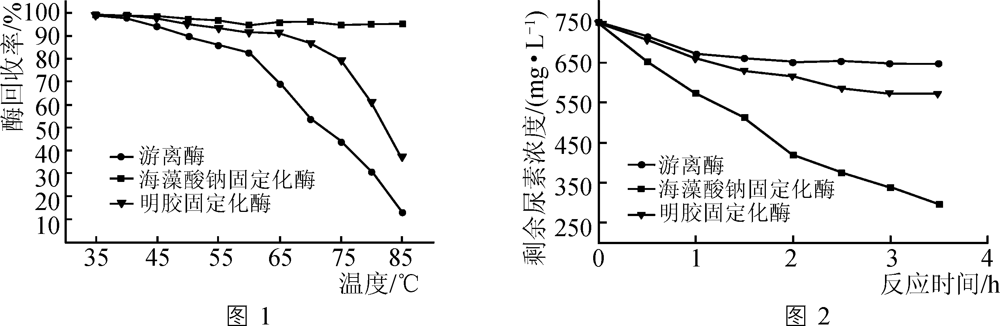 酶回收率/%
100
90
80
70
60
50
40
30
20
10
游离酶
海藻酸钠固定化酶
明胶固定化酶
35 45 55 65 75 85
温度/℃
图 1
剩余尿素浓度/(mg·L⁻¹)
750
650
550
450
350
250
游离酶
海藻酸钠固定化酶
明胶固定化酶
0 1 2 3 4
反应时间/h
图 2